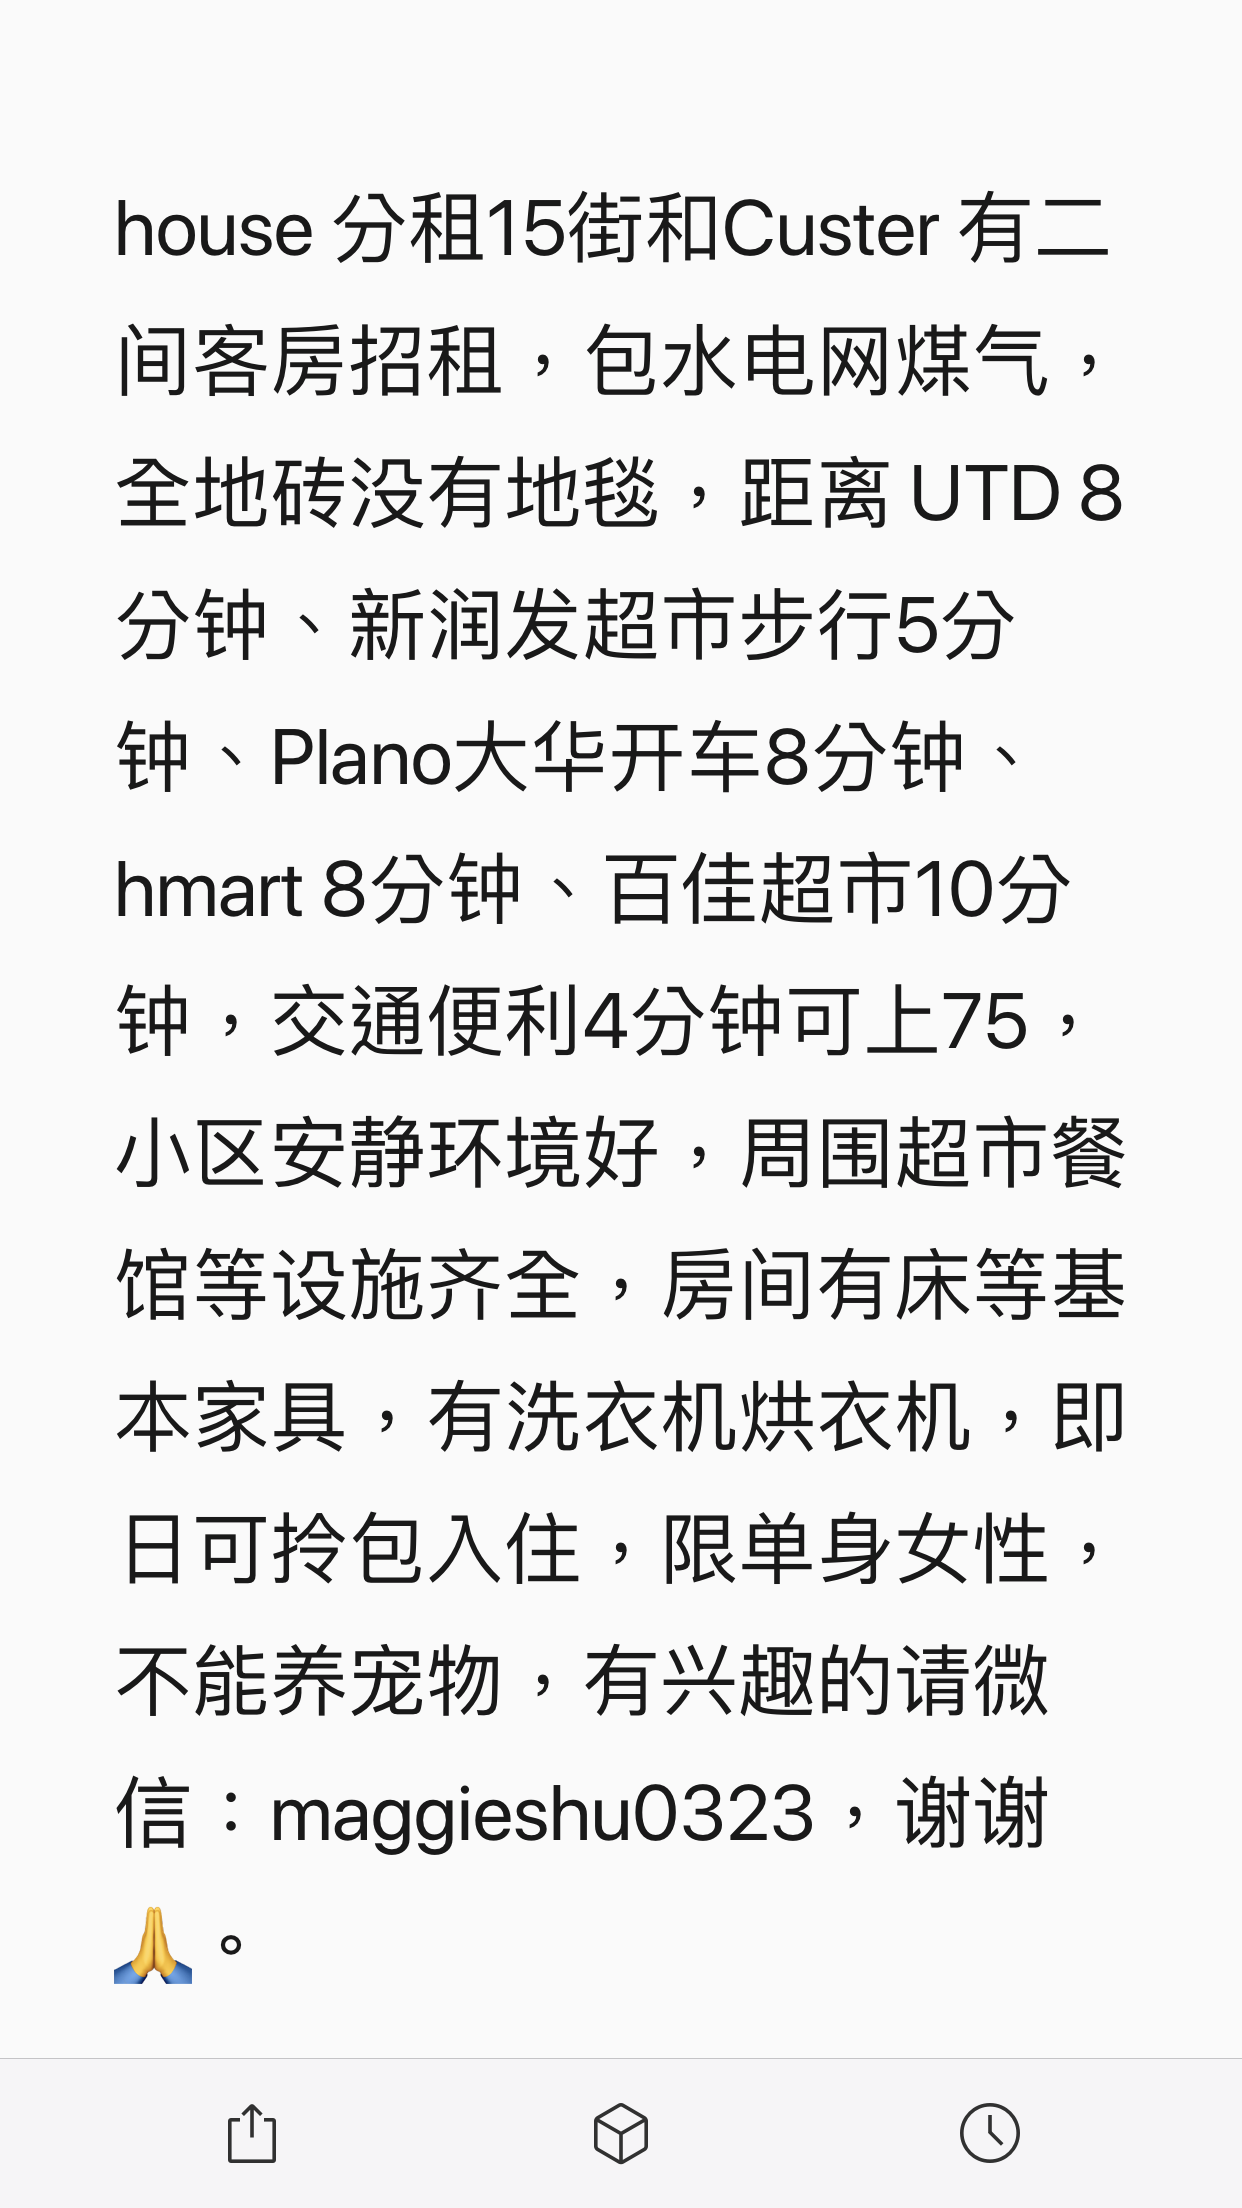 house 分租15街和Custer 有二
间客房招租，包水电网煤气，
全地砖没有地毯，距离 UTD 8
分钟、新润发超市步行5分
钟、Plano大华开车8分钟、
hmart 8分钟、百佳超市10分
钟，交通便利4分钟可上75，
小区安静环境好，周围超市餐
馆等设施齐全，房间有床等基
本家具，有洗衣机烘衣机，即
日可拎包入住，限单身女性，
不能养宠物，有兴趣的请微
信：maggieshu0323，谢谢
🙏。